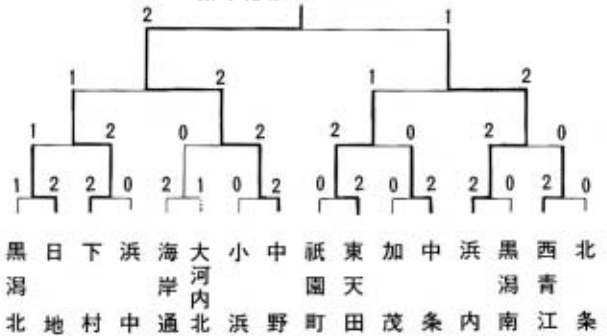 2 1
1 2 1 2
1 2 0 2 2 0 2 0
1 2 2 0 2 1 0 2 0 2 0 2 2 0 2 0
黒潟北 日地 下村 浜中 海岸通 大河内北 小浜 中野 祇園町 東天田 加茂 中条 浜内 黒潟南 西青江 北条